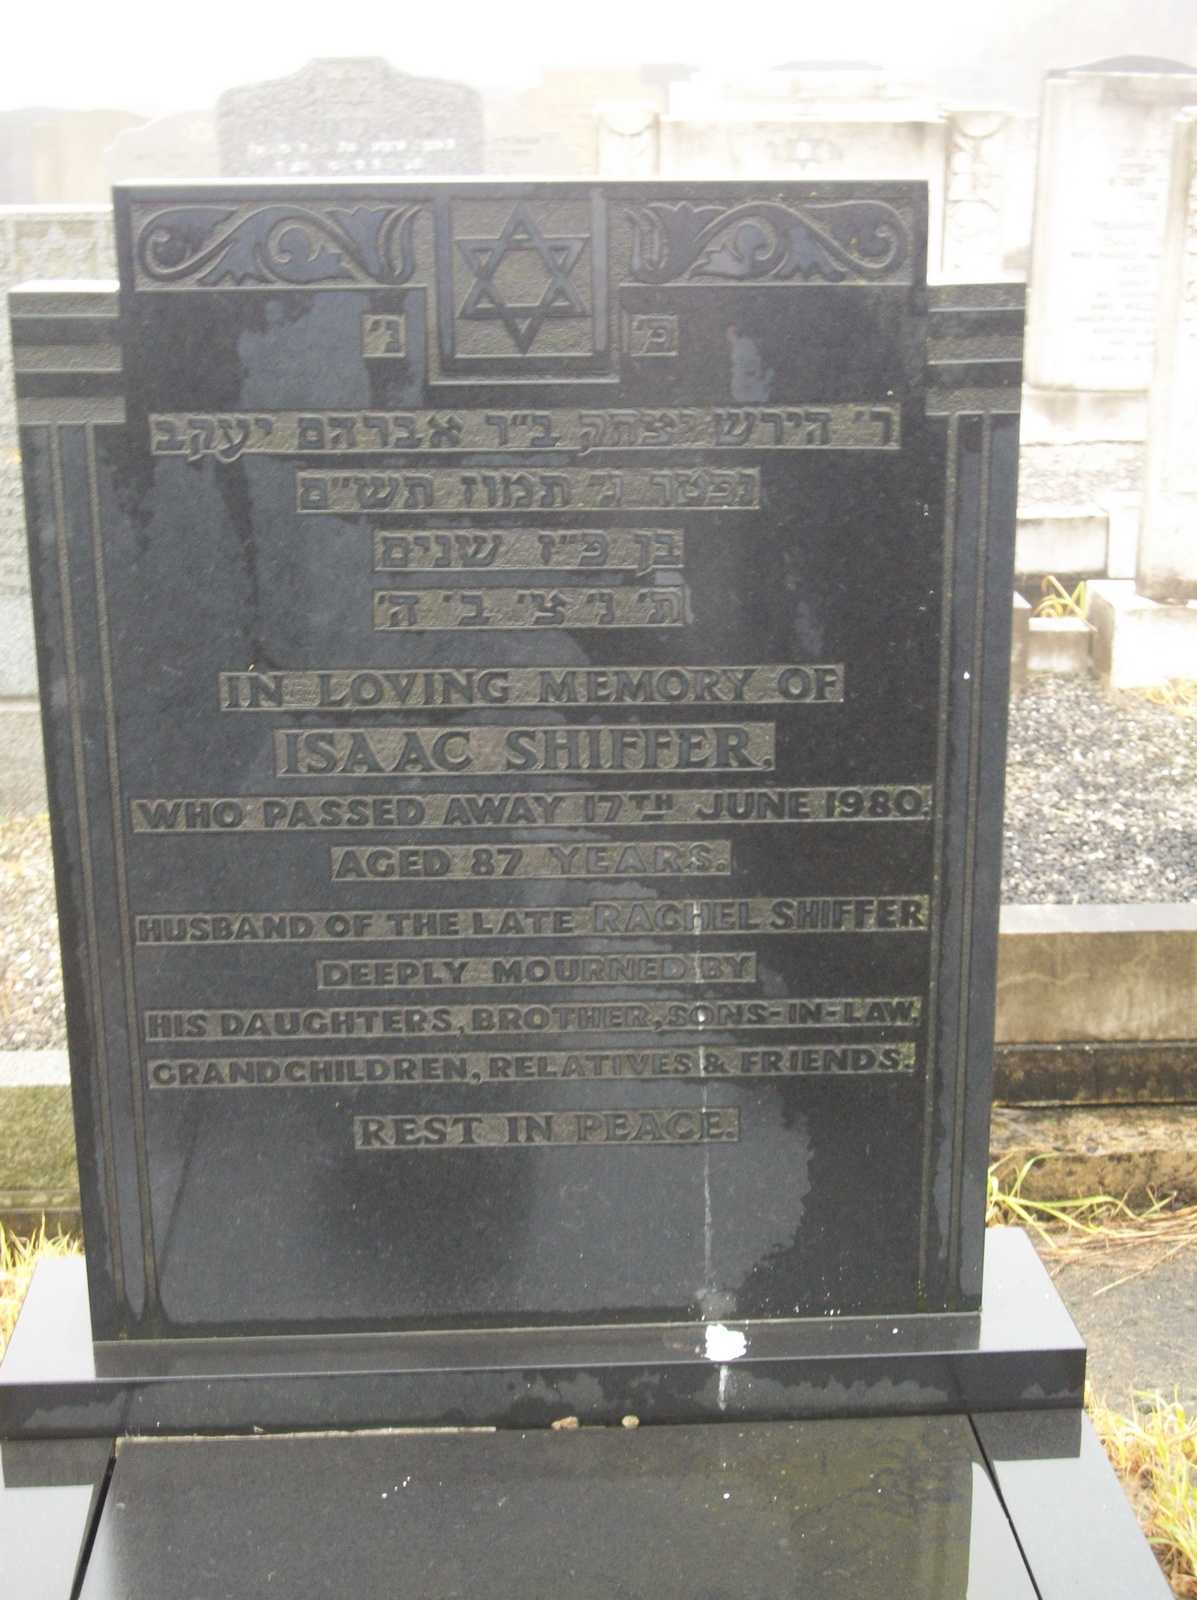 פ׳ נ׳
ר׳ הירש יצחק ב״ר אברהם יעקב
נפטר ג׳ תמוז תש״ם
בן פ״ז שנים
ת׳ נ׳ צ׳ ב׳ ה׳
IN LOVING MEMORY OF
ISAAC SHIFFER.
WHO PASSED AWAY 17TH JUNE 1980.
AGED 87 YEARS.
HUSBAND OF THE LATE RACHEL SHIFFER
DEEPLY MOURNED BY
HIS DAUGHTERS, BROTHER, SONS-IN-LAW.
GRANDCHILDREN, RELATIVES & FRIENDS.
REST IN PEACE.